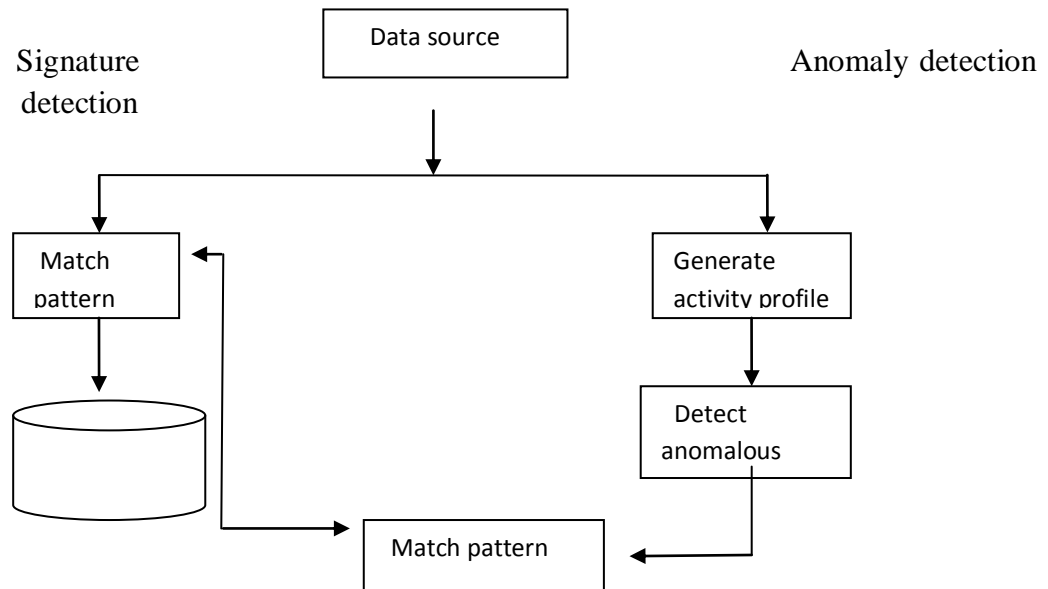 Data source
Signature
detection
Anomaly detection
Match
pattern
Generate
activity profile
Detect
anomalous
Match pattern